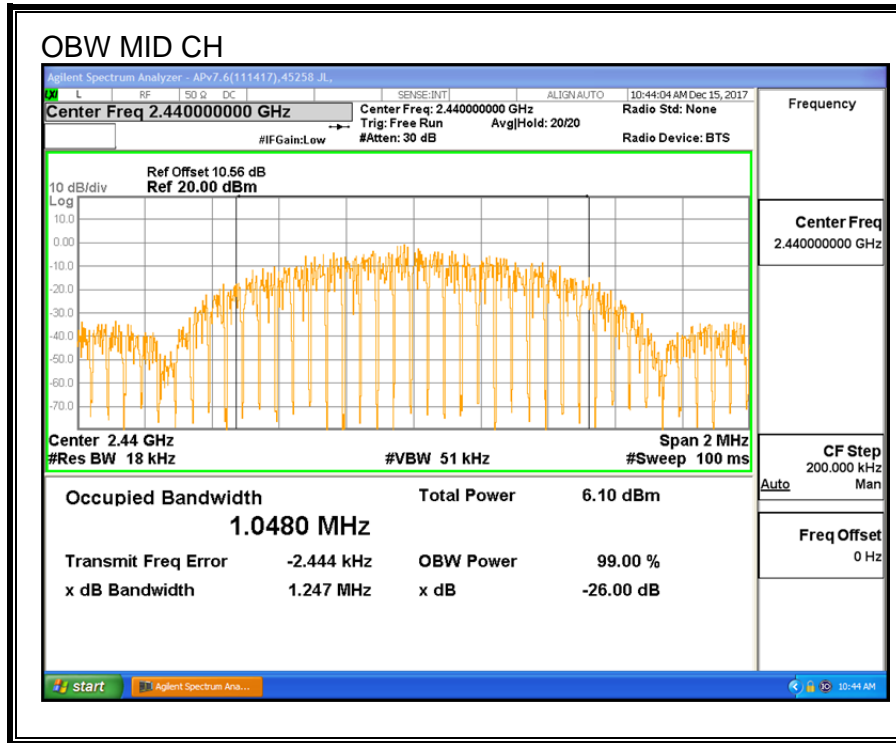 OBW MID CH
Agilent Spectrum Analyzer - APv7.6(111417),45258 JL,
LXI L RF 50 Ω DC SENSE:INT ALIGN AUTO 10:44:04 AM Dec 15, 2017
Center Freq 2.440000000 GHz
#IFGain:Low
Center Freq: 2.440000000 GHz
Trig: Free Run Avg|Hold: 20/20
#Atten: 30 dB
Radio Std: None
Radio Device: BTS
Ref Offset 10.56 dB
10 dB/div Ref 20.00 dBm
Log
10.0
0.00
-10.0
-20.0
-30.0
-40.0
-50.0
-60.0
-70.0
Center 2.44 GHz Span 2 MHz
#Res BW 18 kHz #VBW 51 kHz #Sweep 100 ms
Occupied Bandwidth Total Power 6.10 dBm
1.0480 MHz
Transmit Freq Error -2.444 kHz OBW Power 99.00 %
x dB Bandwidth 1.247 MHz x dB -26.00 dB
Frequency
Center Freq
2.440000000 GHz
CF Step
200.000 kHz
Auto Man
Freq Offset
0 Hz
start Agilent Spectrum Ana... 10:44 AM